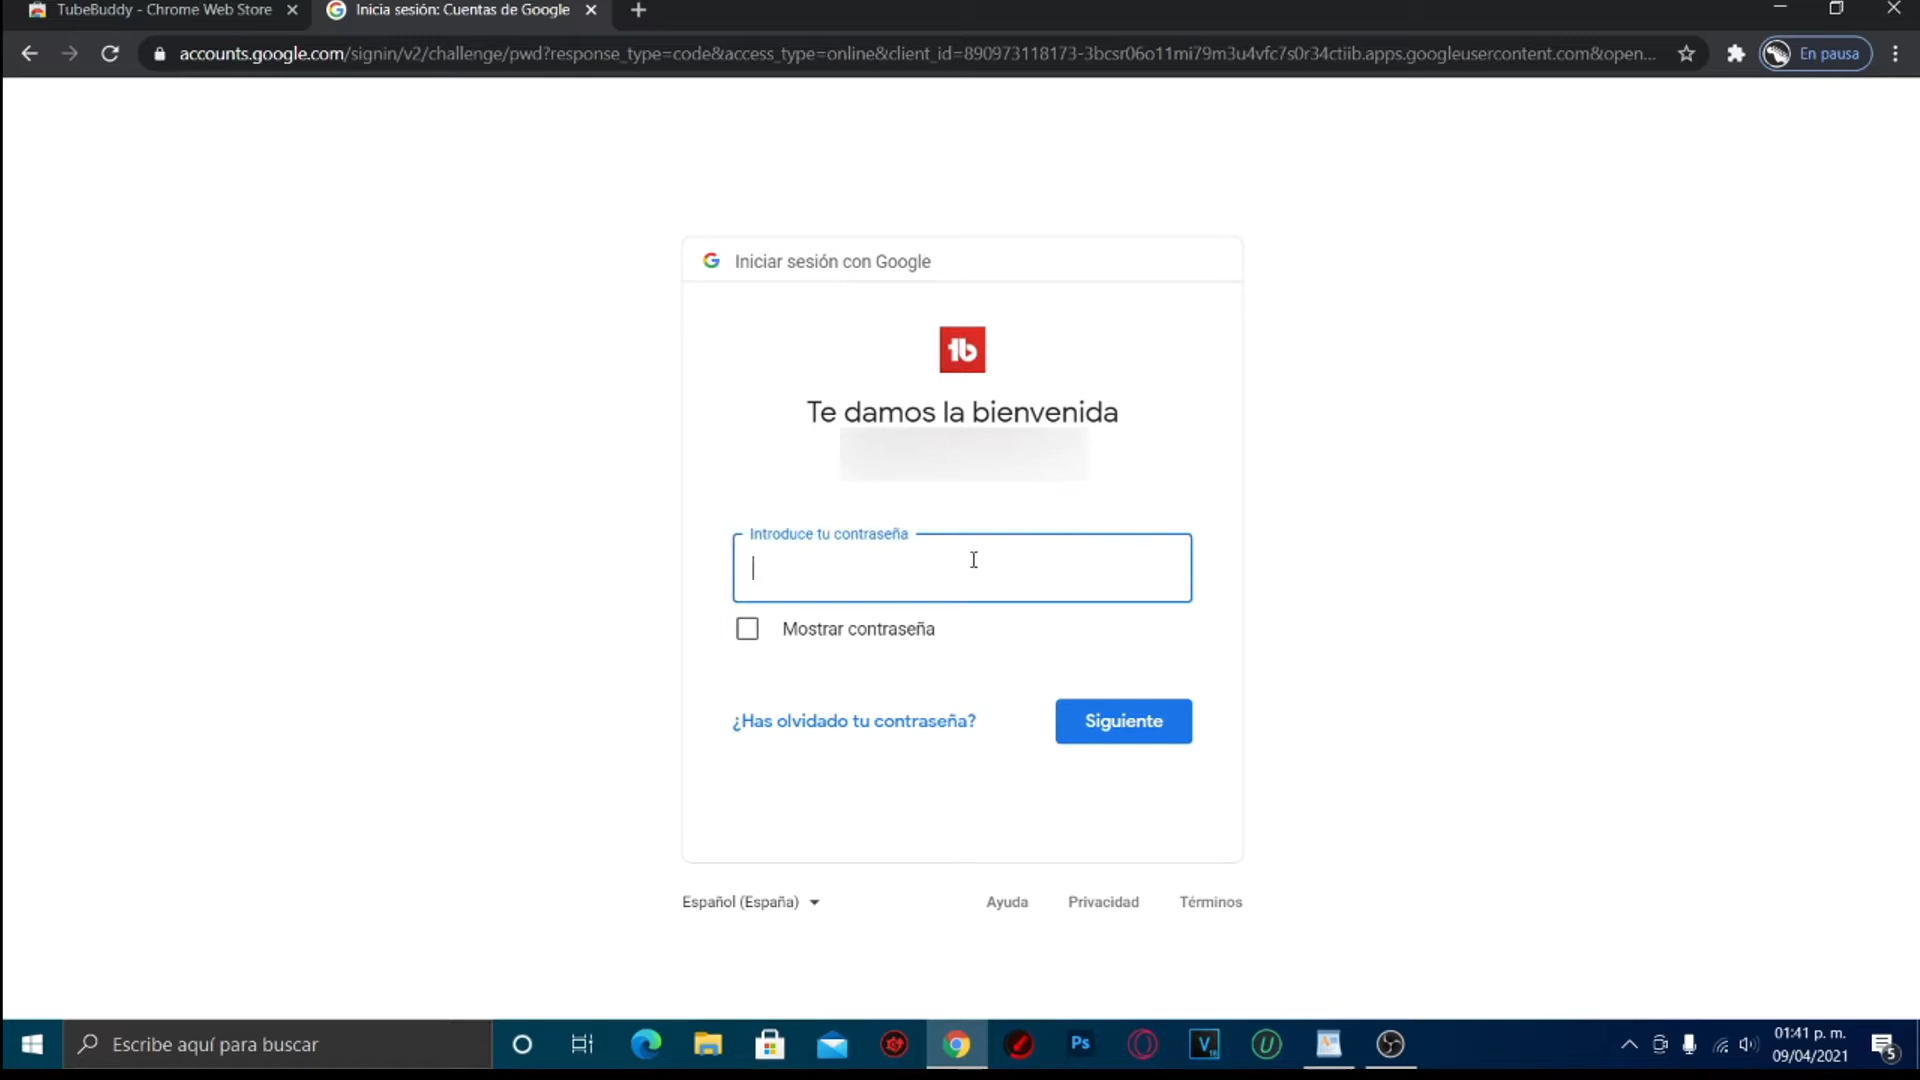 TubeBuddy - Chrome Web Store
Inicia sesión: Cuentas de Google
accounts.google.com/signin/v2/challenge/pwd?response_type=code&access_type=online&client_id=890973118173-3bcsr06o11mi79m3u4vfc7s0r34ctiib.apps.googleusercontent.com&open...
En pausa
Iniciar sesión con Google
tb
Te damos la bienvenida
Introduce tu contraseña
Mostrar contraseña
¿Has olvidado tu contraseña?
Siguiente
Español (España)
Ayuda
Privacidad
Términos
Escribe aquí para buscar
Ps
V
U
01:41 p. m.
09/04/2021
5